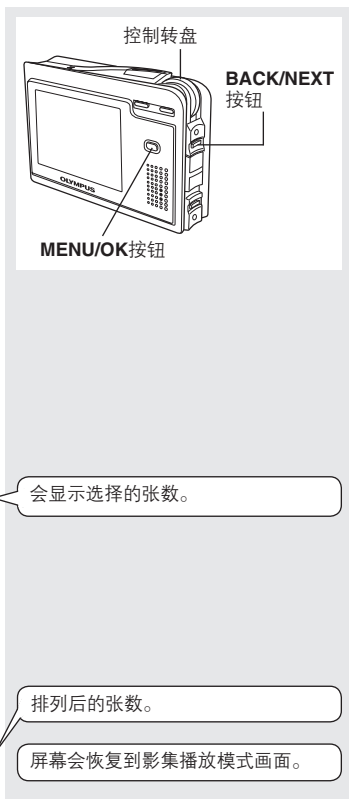 控制转盘
BACK/NEXT
按钮
OLYMPUS
MENU/OK按钮
会显示选择的张数。
排列后的张数。
屏幕会恢复到影集播放模式画面。